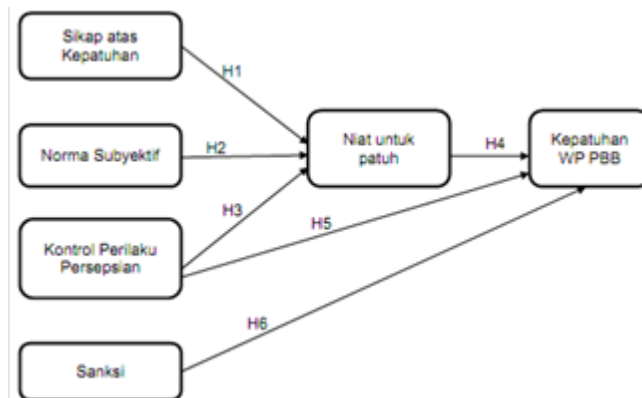 Sikap atas
Kepatuhan
H1
Norma Subyektif
H2
Niat untuk
patuh
H4
Kepatuhan
WP PBB
H3
Kontrol Perilaku
Persepsian
H5
H6
Sanksi